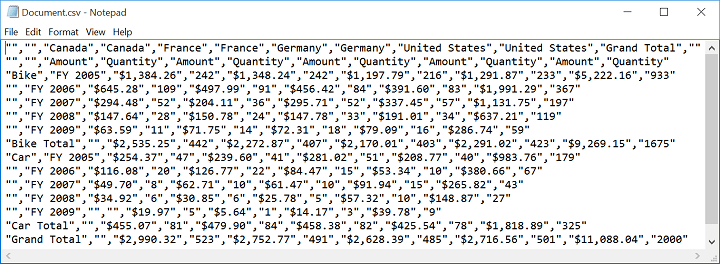 Document.csv - Notepad
File Edit Format View Help
"","","Canada","Canada","France","France","Germany","Germany","United States","United States","Grand Total",""
"","","Amount","Quantity","Amount","Quantity","Amount","Quantity","Amount","Quantity","Amount","Quantity"
"Bike","FY 2005","$1,384.26","242","$1,348.24","242","$1,197.79","216","$1,291.87","233","$5,222.16","933"
"","FY 2006","$645.28","109","$497.99","91","$456.42","84","$391.60","83","$1,991.29","367"
"","FY 2007","$294.48","52","$204.11","36","$295.71","52","$337.45","57","$1,131.75","197"
"","FY 2008","$147.64","28","$150.78","24","$147.78","33","$191.01","34","$637.21","119"
"","FY 2009","$63.59","11","$71.75","14","$72.31","18","$79.09","16","$286.74","59"
"Bike Total","","$2,535.25","442","$2,272.87","407","$2,170.01","403","$2,291.02","423","$9,269.15","1675"
"Car","FY 2005","$254.37","47","$239.60","41","$281.02","51","$208.77","40","$983.76","179"
"","FY 2006","$116.08","20","$126.77","22","$84.47","15","$53.34","10","$380.66","67"
"","FY 2007","$49.70","8","$62.71","10","$61.47","10","$91.94","15","$265.82","43"
"","FY 2008","$34.92","6","$30.85","6","$25.78","5","$57.32","10","$148.87","27"
"","FY 2009","","","$19.97","5","$5.64","1","$14.17","3","$39.78","9"
"Car Total","","$455.07","81","$479.90","84","$458.38","82","$425.54","78","$1,818.89","325"
"Grand Total","","$2,990.32","523","$2,752.77","491","$2,628.39","485","$2,716.56","501","$11,088.04","2000"